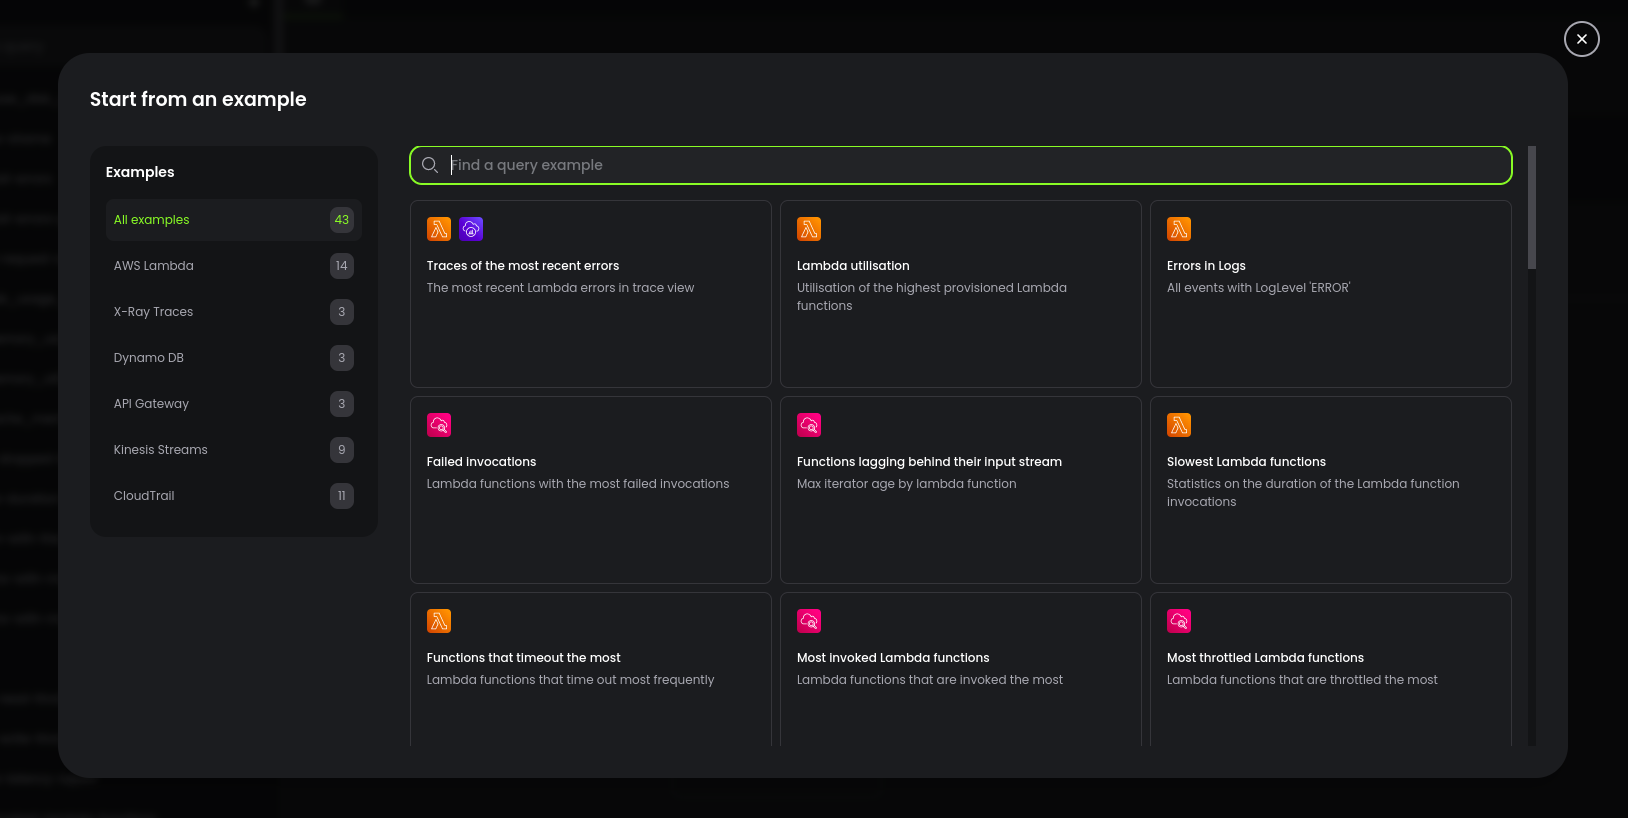 Start from an example
Examples
All examples 43
AWS Lambda 14
X-Ray Traces 3
Dynamo DB 3
API Gateway 3
Kinesis Streams 9
CloudTrail 11
Find a query example
Traces of the most recent errors
The most recent Lambda errors in trace view
Lambda utilisation
Utilisation of the highest provisioned Lambda
functions
Errors in Logs
All events with LogLevel 'ERROR'
Failed Invocations
Lambda functions with the most failed invocations
Functions lagging behind their input stream
Max iterator age by lambda function
Slowest Lambda functions
Statistics on the duration of the Lambda function
invocations
Functions that timeout the most
Lambda functions that time out most frequently
Most invoked Lambda functions
Lambda functions that are invoked the most
Most throttled Lambda functions
Lambda functions that are throttled the most